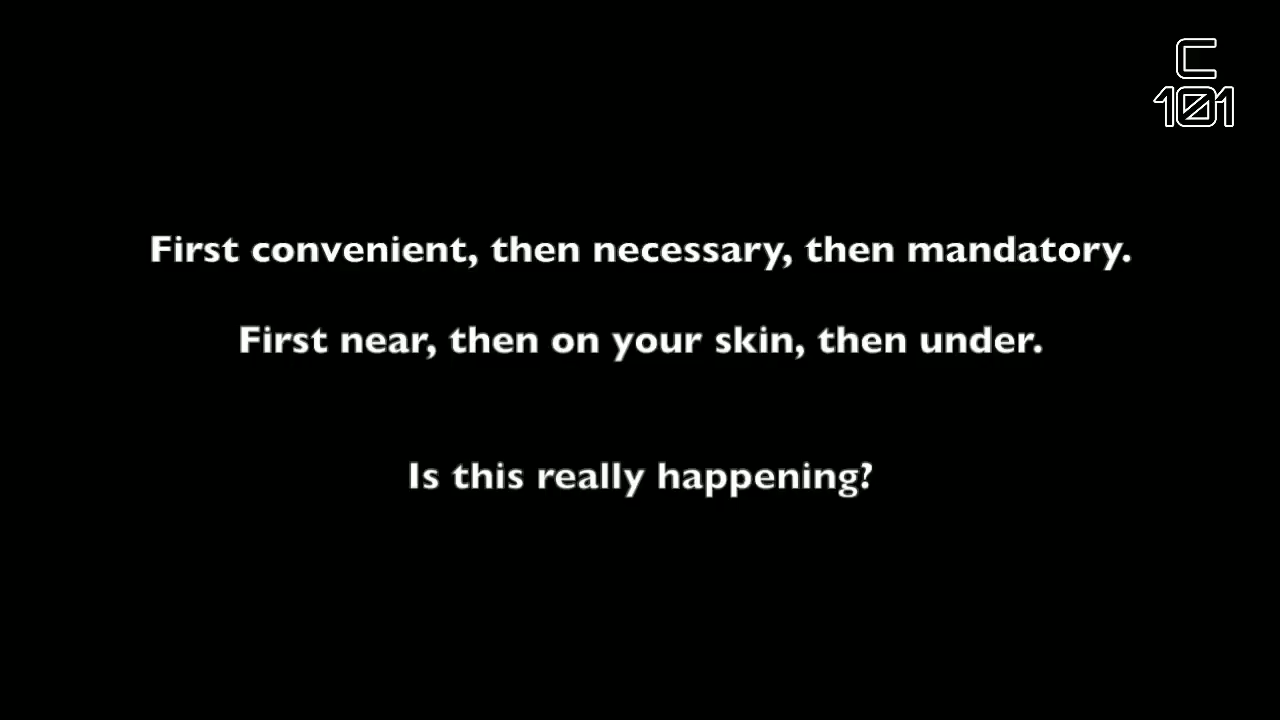 C
101
First convenient, then necessary, then mandatory.
First near, then on your skin, then under.
Is this really happening?